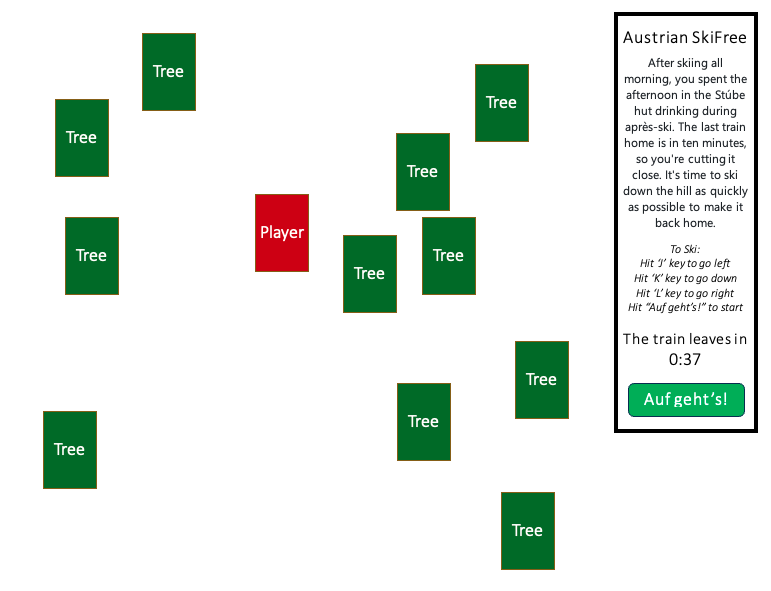 Tree
Tree
Tree
Tree
Player
Tree
Tree
Tree
Tree
Tree
Tree
Tree
Austrian SkiFree
After skiing all
morning, you spent the
afternoon in the Stúbe
hut drinking during
après-ski. The last train
home is in ten minutes,
so you're cutting it
close. It's time to ski
down the hill as quickly
as possible to make it
back home.
To Ski:
Hit ‘J’ key to go left
Hit ‘K’ key to go down
Hit ‘L’ key to go right
Hit “Auf geht’s!” to start
The train leaves in
0:37
Auf geht’s!